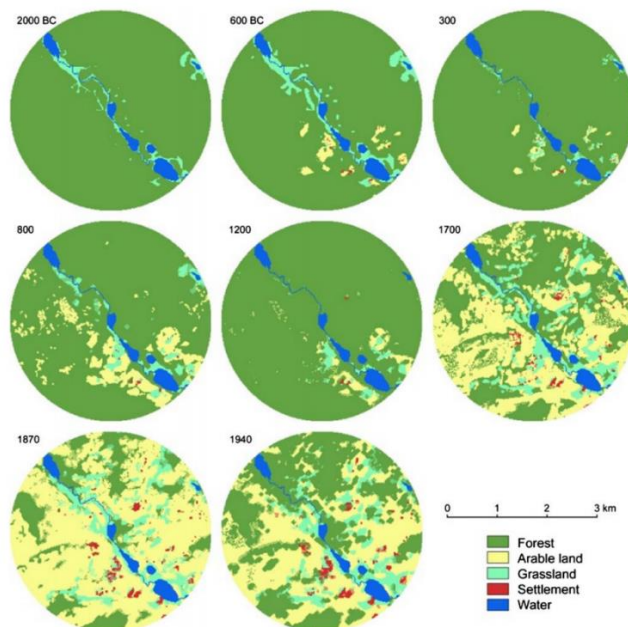 2000 BC
600 BC
300
800
1200
1700
1870
1940
0 1 2 3 km
Forest
Arable land
Grassland
Settlement
Water